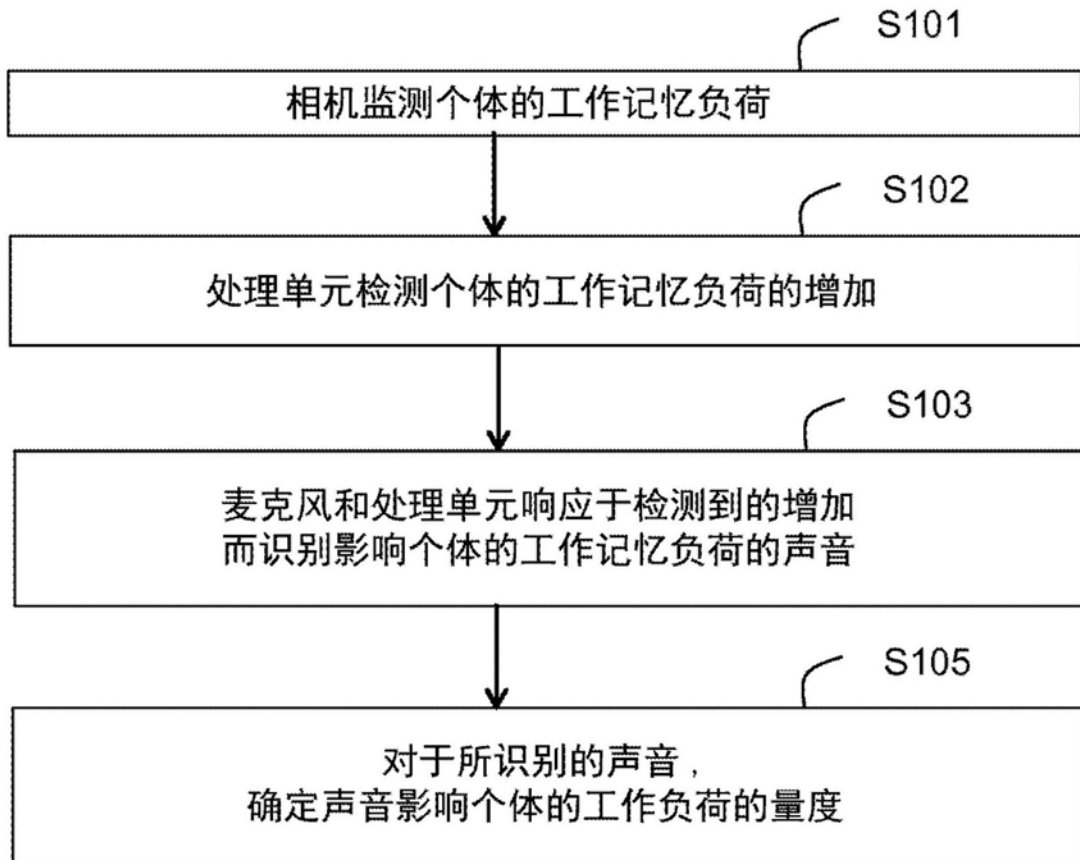 S101
相机监测个体的工作记忆负荷
S102
处理单元检测个体的工作记忆负荷的增加
S103
麦克风和处理单元响应于检测到的增加
而识别影响个体的工作记忆负荷的声音
S105
对于所识别的声音，
确定声音影响个体的工作负荷的量度